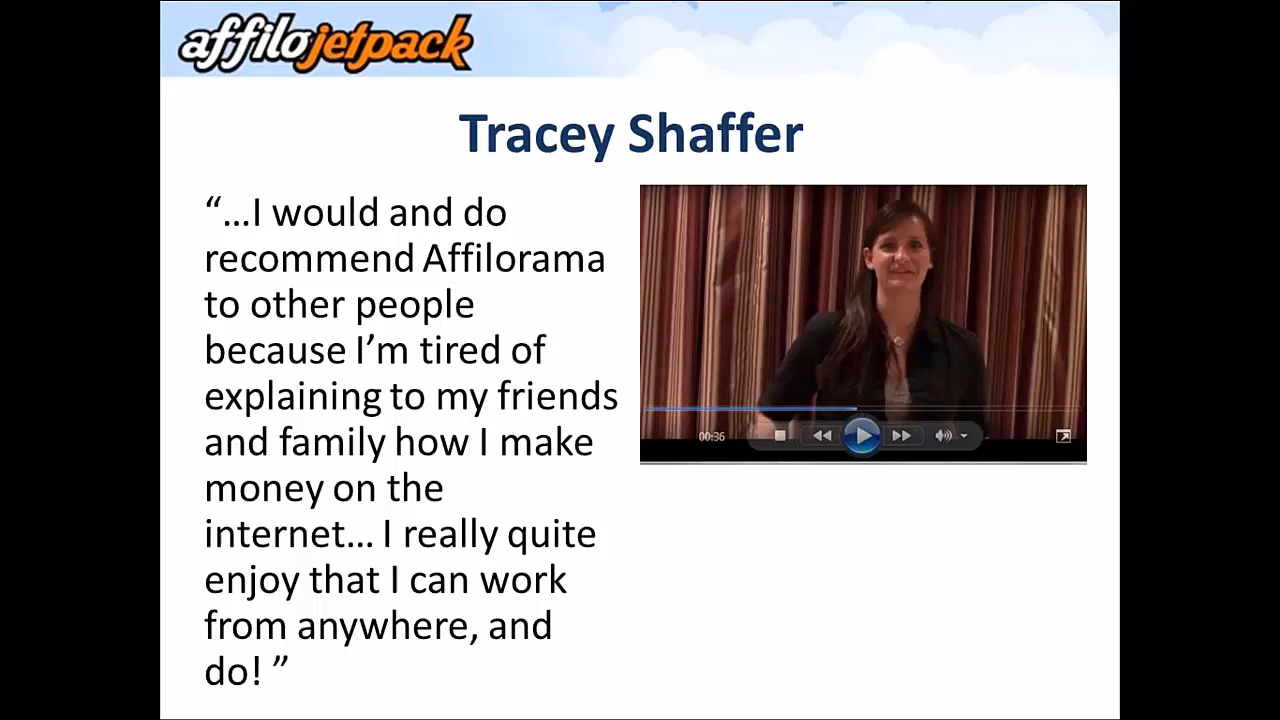 affilojetpack
Tracey Shaffer
“…I would and do
recommend Affilorama
to other people
because I’m tired of
explaining to my friends
and family how I make
money on the
internet… I really quite
enjoy that I can work
from anywhere, and
do! ”
00:36